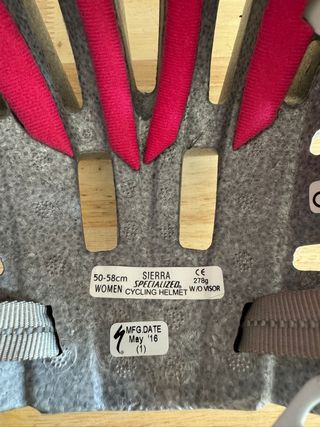 50-58cm SIERRA CE
WOMEN SPECIALIZED 278g
CYCLING HELMET W/O VISOR
MFG.DATE
May '16
(1)